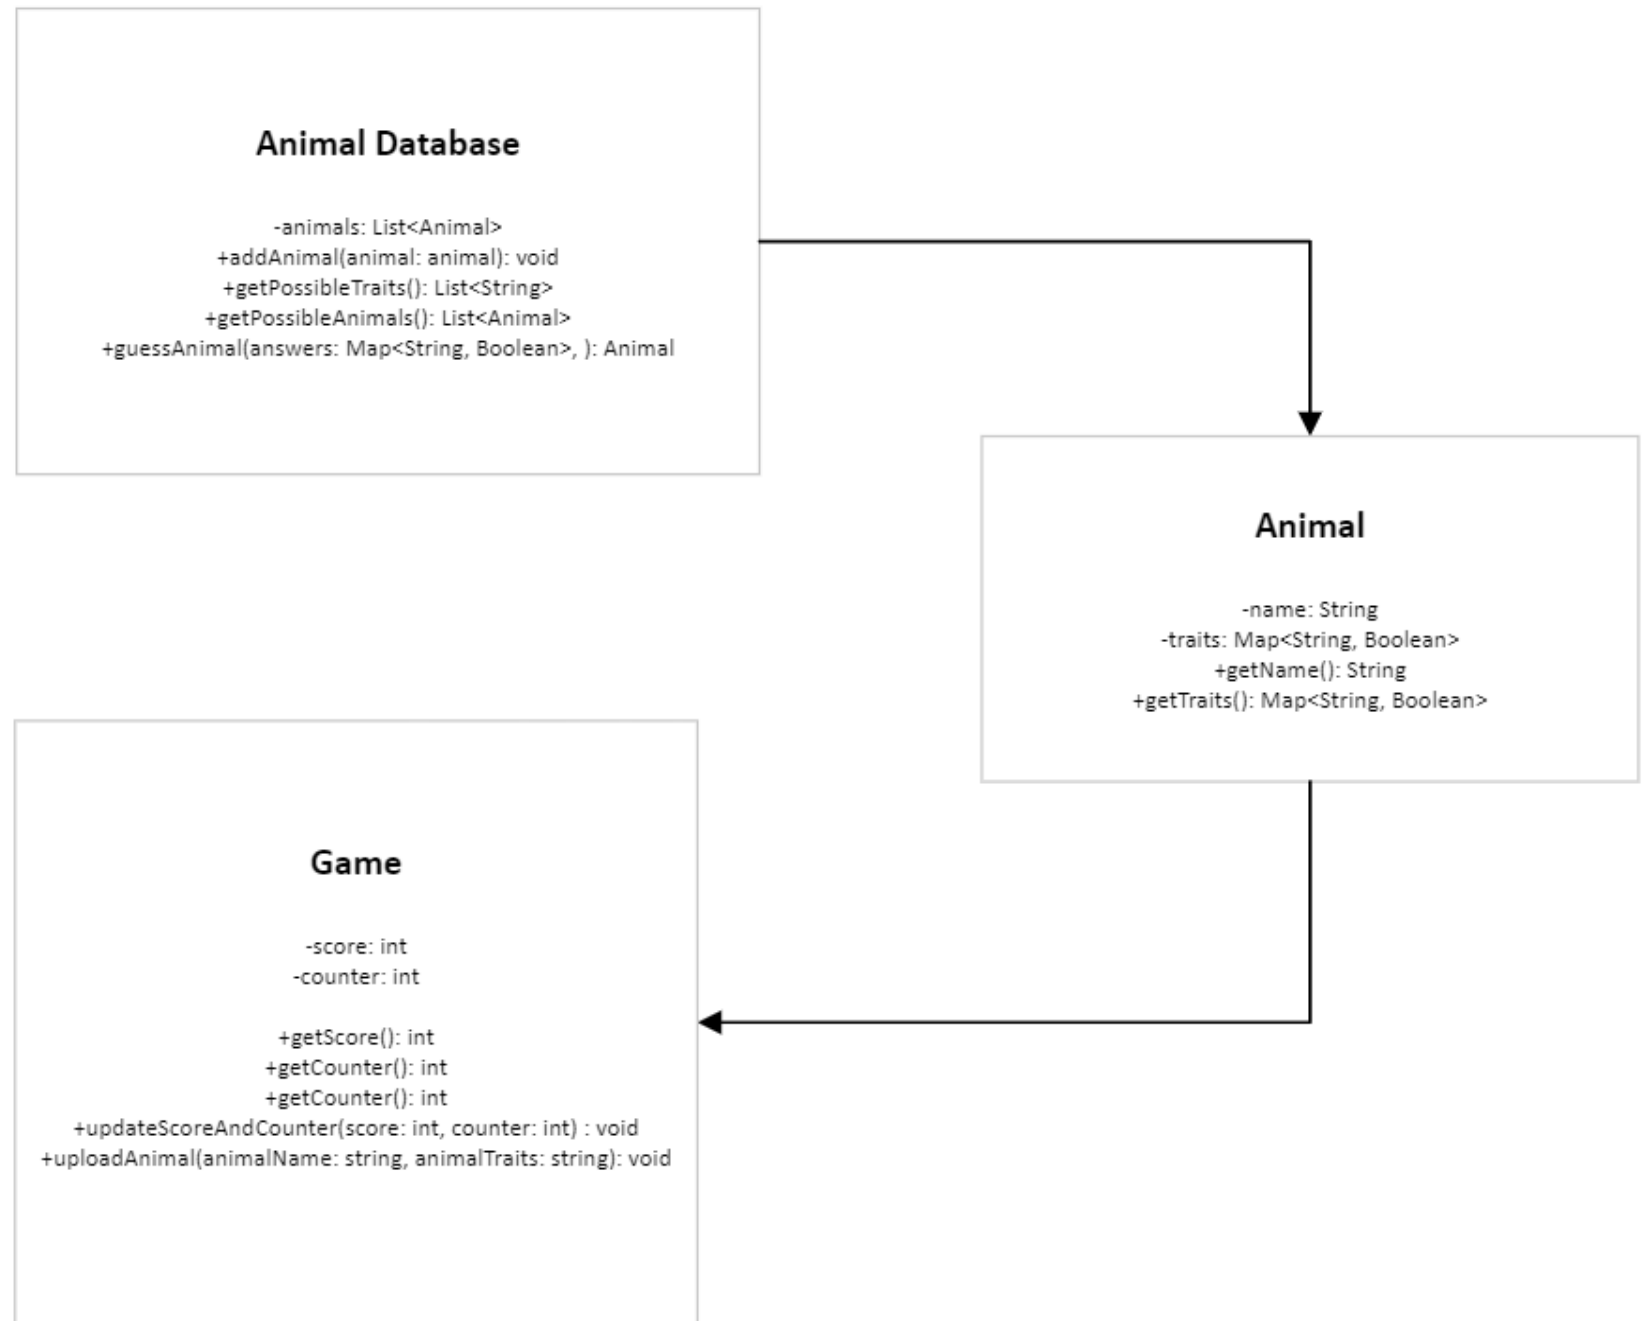 Animal Database
-animals: List<Animal>
+addAnimal(animal: animal): void
+getPossibleTraits(): List<String>
+getPossibleAnimals(): List<Animal>
+guessAnimal(answers: Map<String, Boolean>, ): Animal
Animal
-name: String
-traits: Map<String, Boolean>
+getName(): String
+getTraits(): Map<String, Boolean>
Game
-score: int
-counter: int
+getScore(): int
+getCounter(): int
+getCounter(): int
+updateScoreAndCounter(score: int, counter: int) : void
+uploadAnimal(animalName: string, animalTraits: string): void